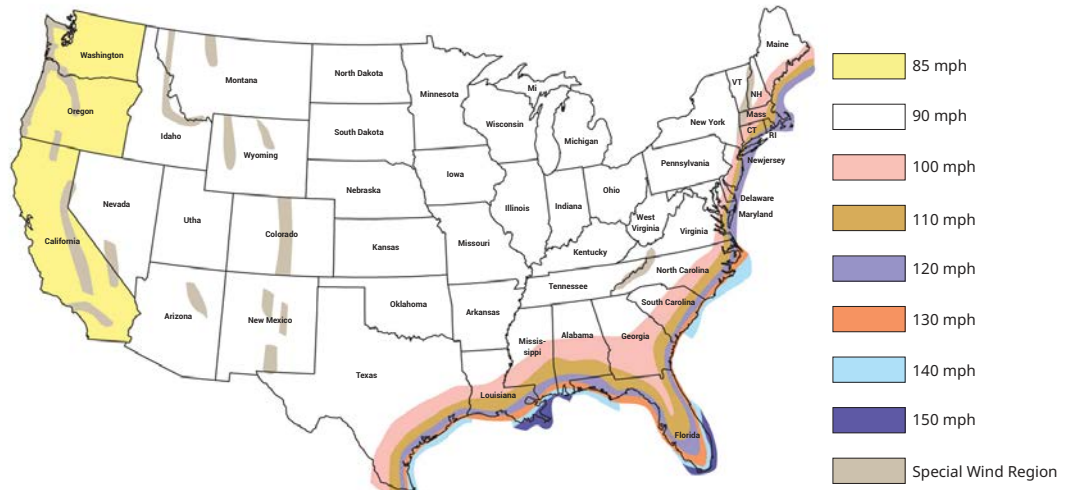 Washington
Oregon
California
Nevada
Idaho
Montana
Wyoming
Utha
Colorado
Arizona
New Mexico
North Dakota
South Dakota
Nebraska
Kansas
Oklahoma
Texas
Minnesota
Iowa
Missouri
Arkansas
Louisiana
Wisconsin
Mi
Michigan
Illinois
Indiana
Ohio
Kentucky
Tennessee
Missis-
sippi
Alabama
Georgia
Florida
South Carolina
North Carolina
Virginia
West
Virginia
Maryland
Delaware
Newjersey
Pennsylvania
New York
CT
RI
Mass
VT
NH
Maine
85 mph
90 mph
100 mph
110 mph
120 mph
130 mph
140 mph
150 mph
Special Wind Region